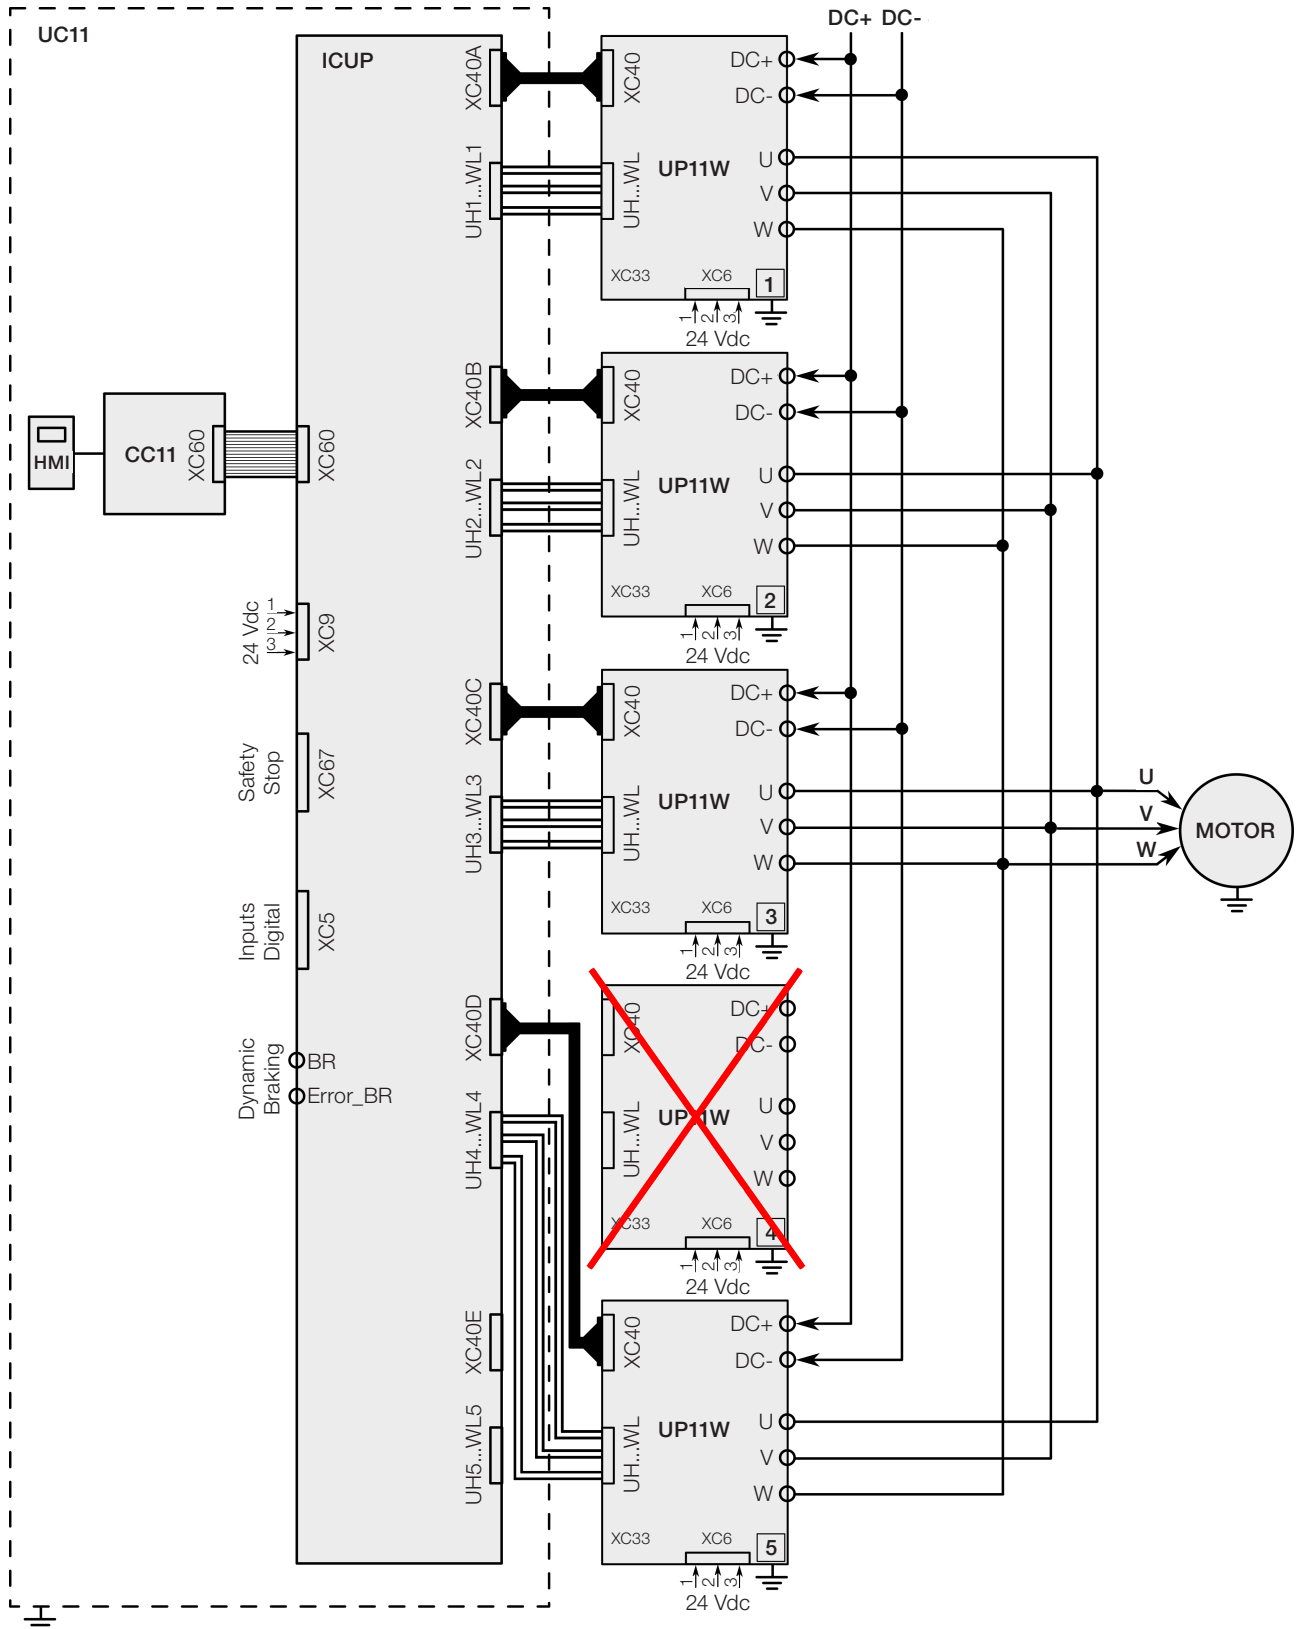 UC11
ICUP
DC+ DC-
XC40A
XC40
DC+
DC-
UH1...WL1
UH...WL
UP11W
U
V
W
XC33
XC6
1
1 2 3
24 Vdc
XC40B
XC40
DC+
DC-
HMI
CC11
XC60
XC60
UH2...WL2
UH...WL
UP11W
U
V
W
XC33
XC6
2
1 2 3
24 Vdc
24 Vdc
1
2
3
XC9
XC40C
XC40
DC+
DC-
Safety
Stop
XC67
UH3...WL3
UH...WL
UP11W
U
V
W
U
V
W
MOTOR
XC33
XC6
3
1 2 3
24 Vdc
Inputs
Digital
XC5
XC40D
XC40
DC+
DC-
Dynamic
Braking
BR
Error_BR
UH4...WL4
UH...WL
UP11W
U
V
W
XC33
XC6
4
1 2 3
24 Vdc
XC40E
XC40
DC+
DC-
UH5...WL5
UH...WL
UP11W
U
V
W
XC33
XC6
5
1 2 3
24 Vdc